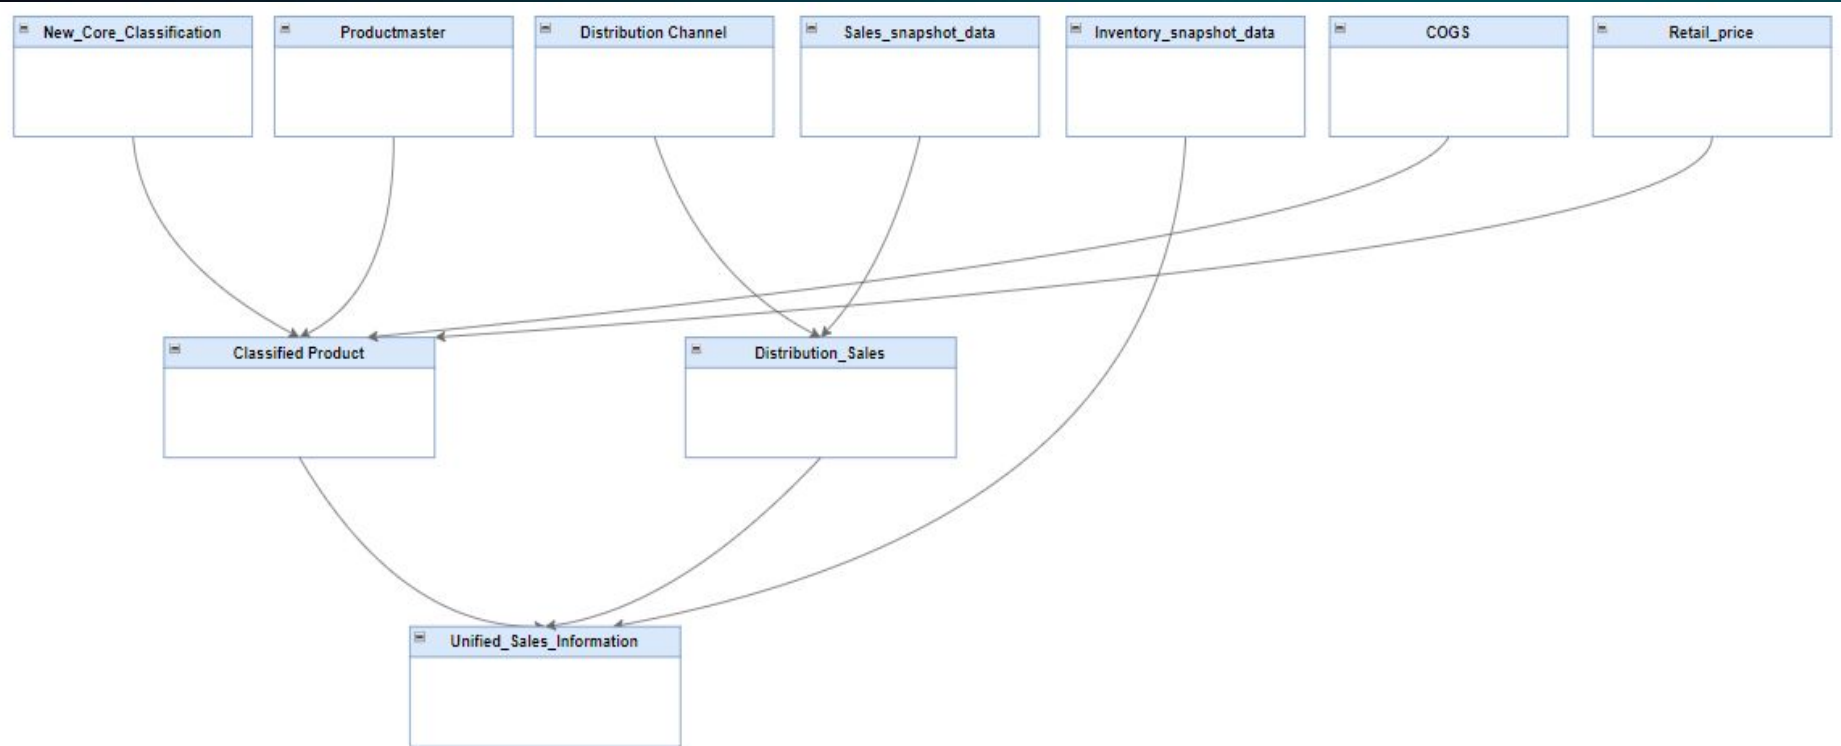 New_Core_Classification
Productmaster
Distribution Channel
Sales_snapshot_data
Inventory_snapshot_data
COGS
Retail_price
Classified Product
Distribution_Sales
Unified_Sales_Information